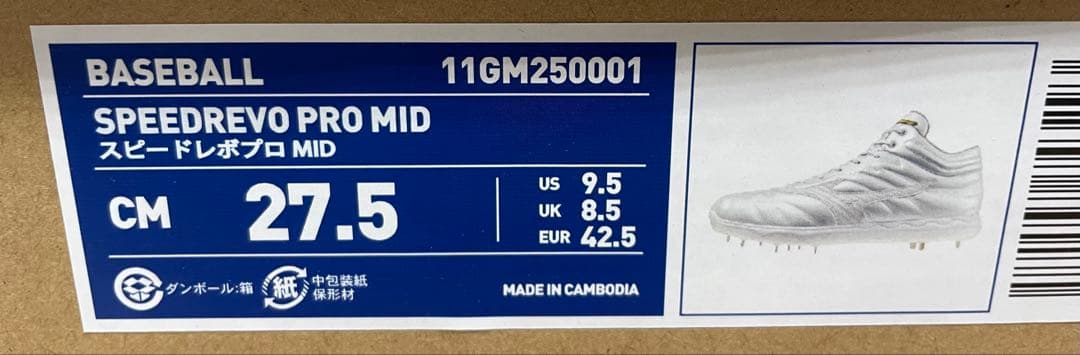 BASEBALL 11GM250001
SPEEDREVO PRO MID
スピードレボプロ MID
CM 27.5
US 9.5
UK 8.5
EUR 42.5
ダンボール:箱
紙
中包装紙
保形材
MADE IN CAMBODIA